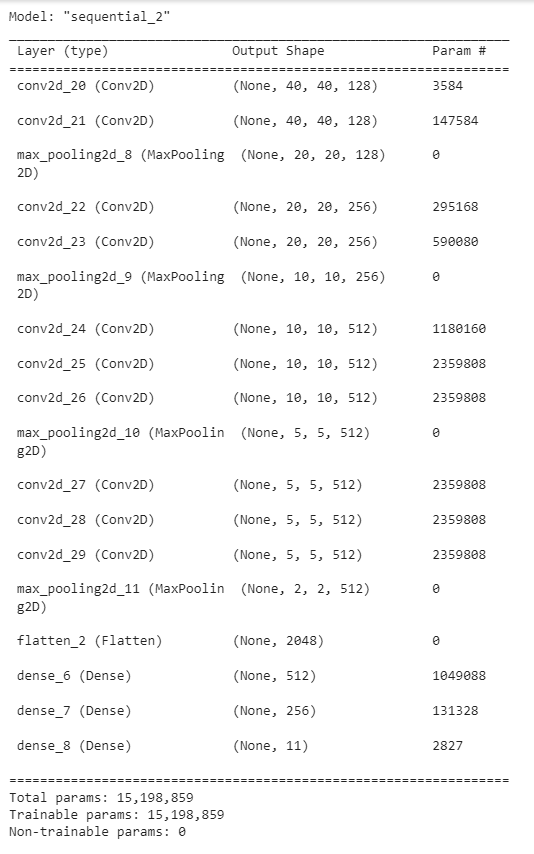 Model: "sequential_2"
Layer (type) Output Shape Param #
conv2d_20 (Conv2D) (None, 40, 40, 128) 3584
conv2d_21 (Conv2D) (None, 40, 40, 128) 147584
max_pooling2d_8 (MaxPooling (None, 20, 20, 128) 0
2D)
conv2d_22 (Conv2D) (None, 20, 20, 256) 295168
conv2d_23 (Conv2D) (None, 20, 20, 256) 590080
max_pooling2d_9 (MaxPooling (None, 10, 10, 256) 0
2D)
conv2d_24 (Conv2D) (None, 10, 10, 512) 1180160
conv2d_25 (Conv2D) (None, 10, 10, 512) 2359808
conv2d_26 (Conv2D) (None, 10, 10, 512) 2359808
max_pooling2d_10 (MaxPoolin (None, 5, 5, 512) 0
g2D)
conv2d_27 (Conv2D) (None, 5, 5, 512) 2359808
conv2d_28 (Conv2D) (None, 5, 5, 512) 2359808
conv2d_29 (Conv2D) (None, 5, 5, 512) 2359808
max_pooling2d_11 (MaxPoolin (None, 2, 2, 512) 0
g2D)
flatten_2 (Flatten) (None, 2048) 0
dense_6 (Dense) (None, 512) 1049088
dense_7 (Dense) (None, 256) 131328
dense_8 (Dense) (None, 11) 2827
Total params: 15,198,859
Trainable params: 15,198,859
Non-trainable params: 0